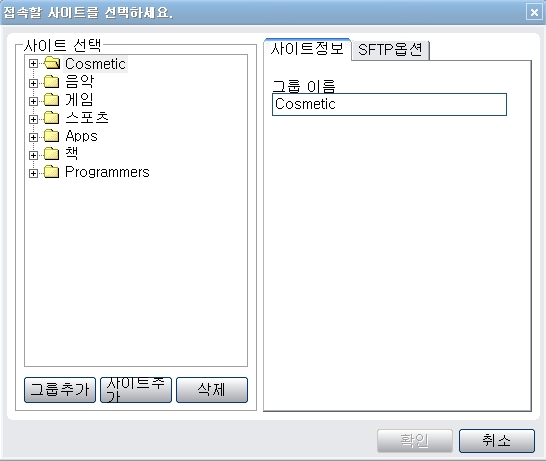 접속할 사이트를 선택하세요.
사이트 선택
Cosmetic
음악
게임
스포츠
Apps
책
Programmers
그룹추가
사이트추
가
삭제
사이트정보
SFTP옵션
그룹 이름
Cosmetic
확인
취소